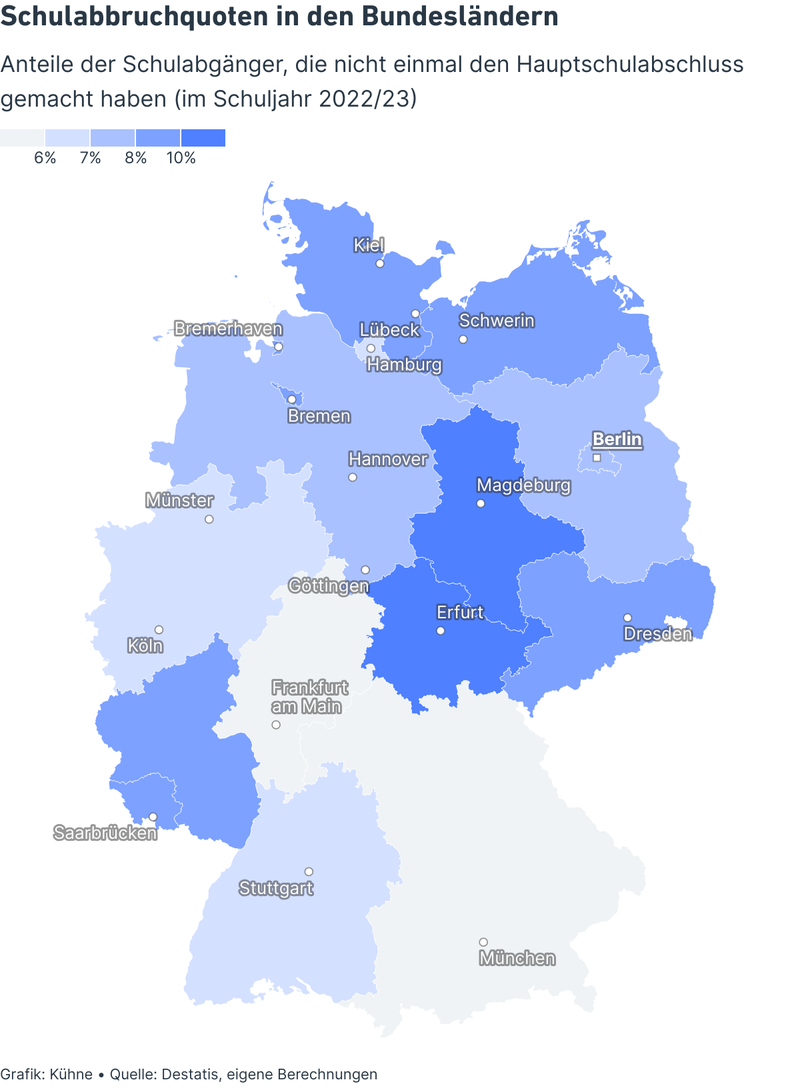 Schulabbruchquoten in den Bundesländern
Anteile der Schulabgänger, die nicht einmal den Hauptschulabschluss
gemacht haben (im Schuljahr 2022/23)
6% 7% 8% 10%
Kiel
Schwerin
Bremerhaven
Lübeck
Hamburg
Bremen
Berlin
Hannover
Magdeburg
Münster
Göttingen
Erfurt
Dresden
Köln
Frankfurt
am Main
Saarbrücken
Stuttgart
München
Grafik: Kühne • Quelle: Destatis, eigene Berechnungen